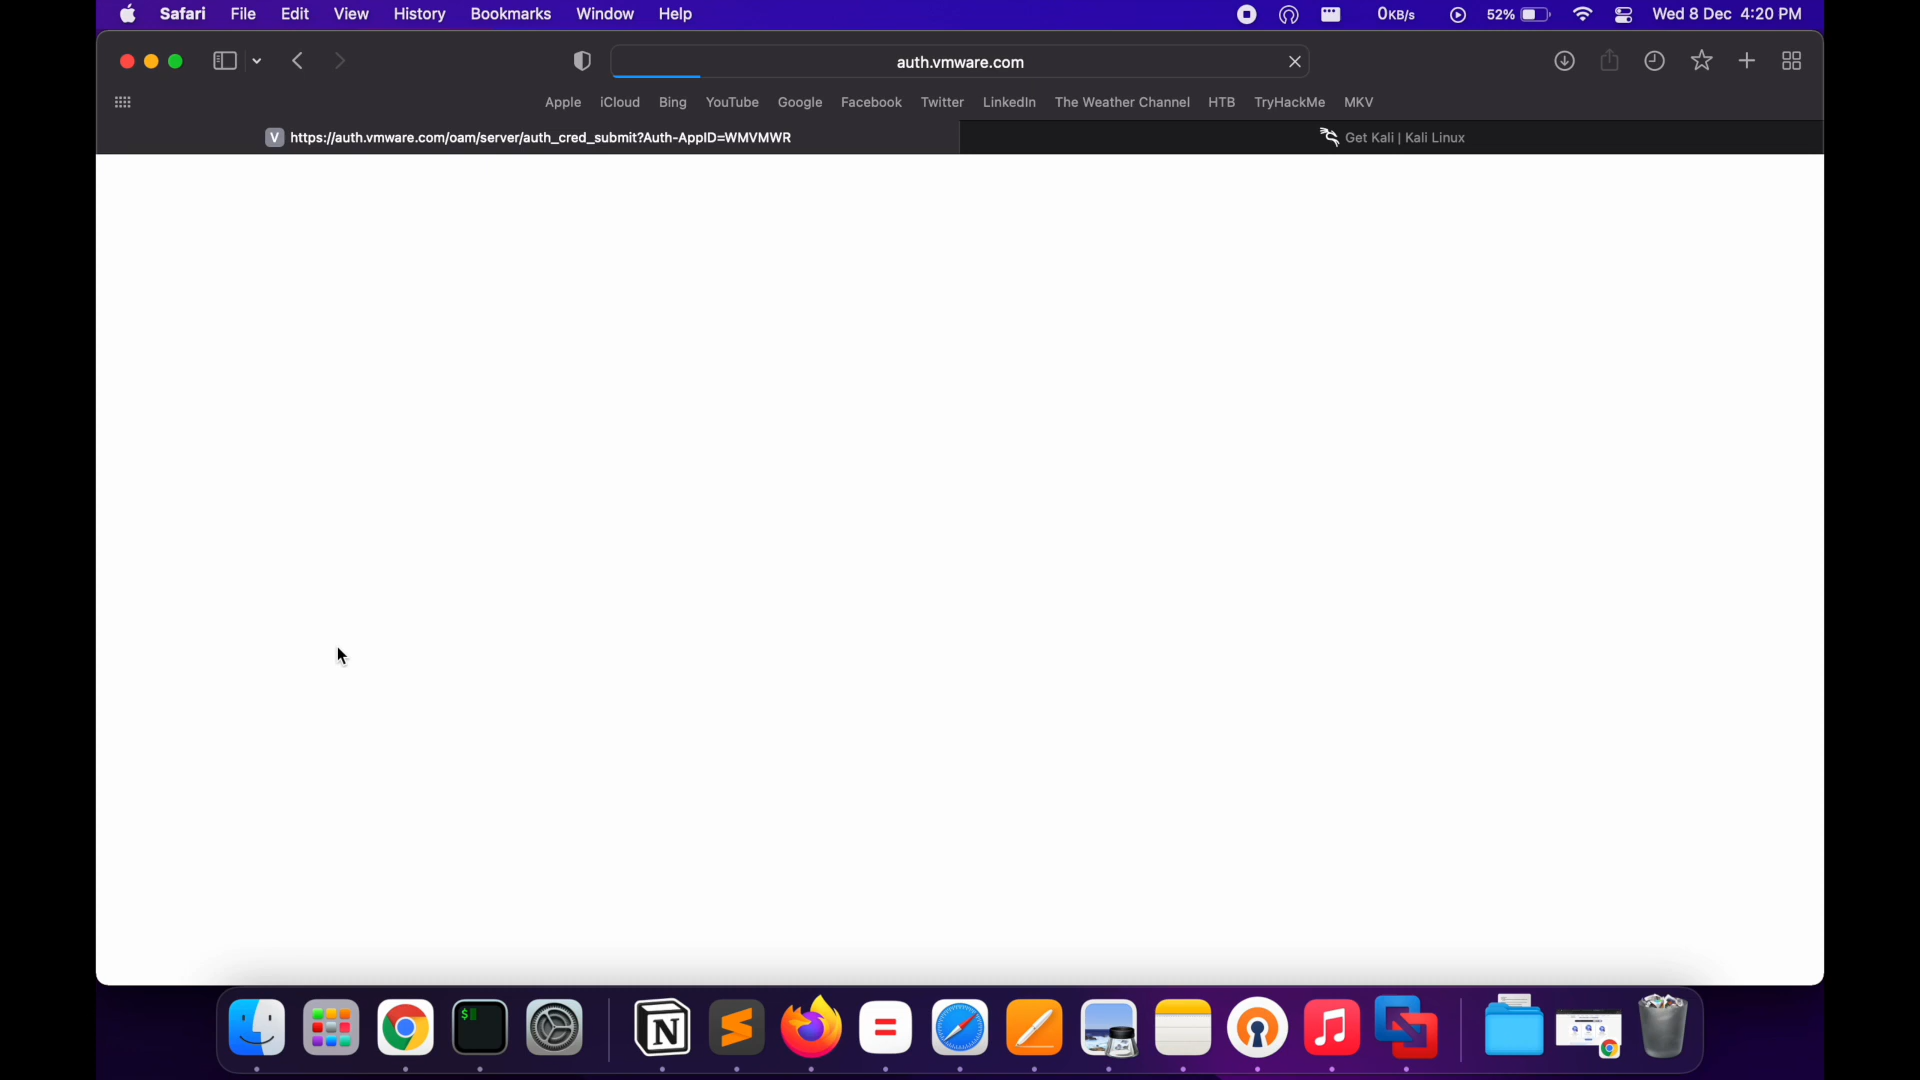 Safari File Edit View History Bookmarks Window Help 0KB/s 52% Wed 8 Dec 4:20 PM
auth.vmware.com
Apple iCloud Bing YouTube Google Facebook Twitter LinkedIn The Weather Channel HTB TryHackMe MKV
V https://auth.vmware.com/oam/server/auth_cred_submit?Auth-AppID=WMVMWR Get Kali | Kali Linux
$
N